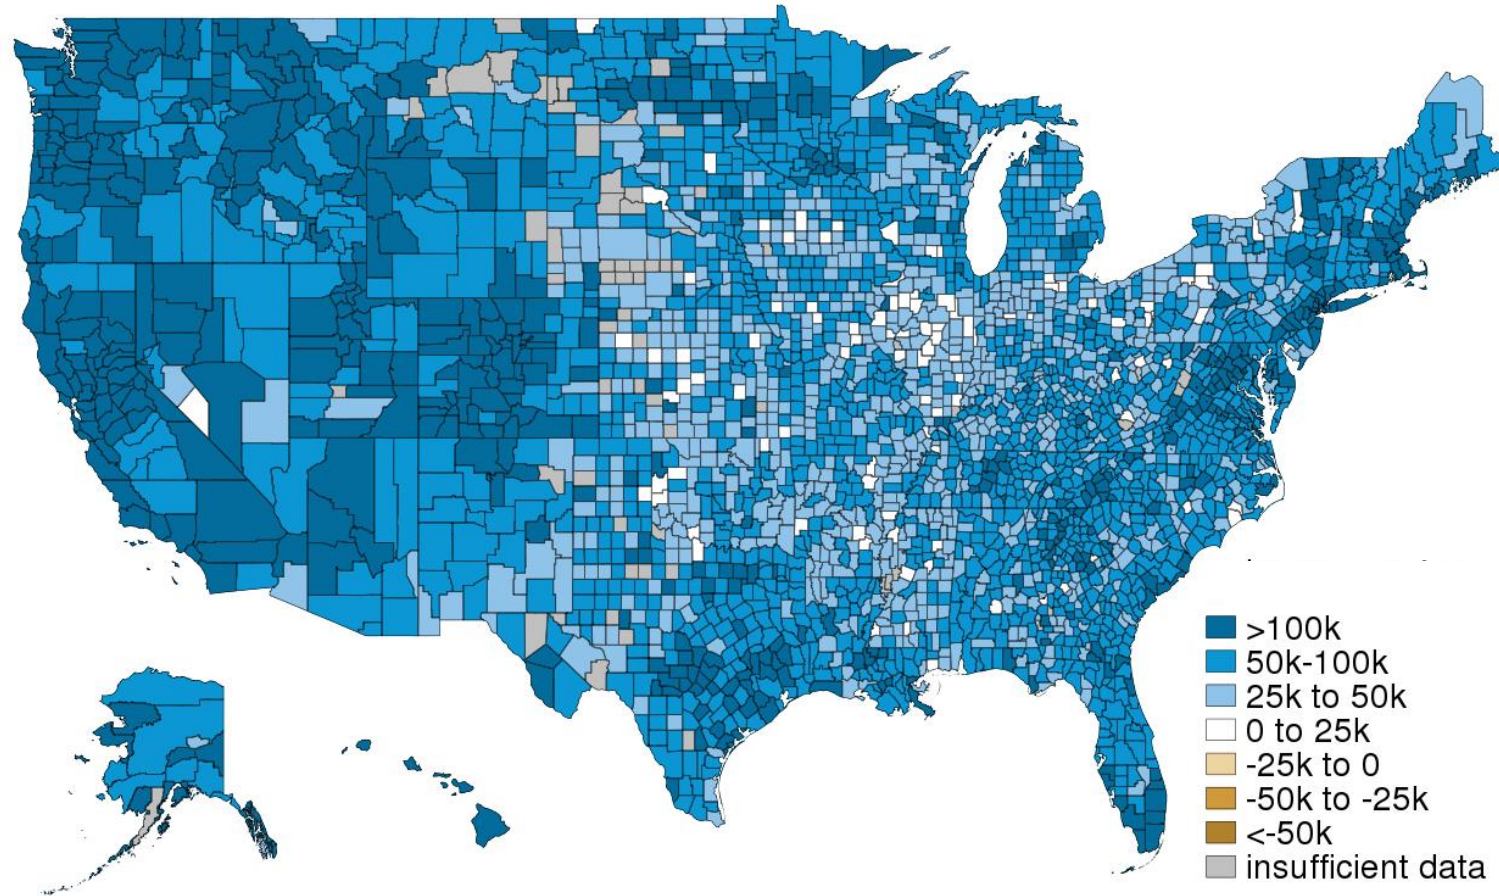 >100k
50k-100k
25k to 50k
0 to 25k
-25k to 0
-50k to -25k
<-50k
insufficient data